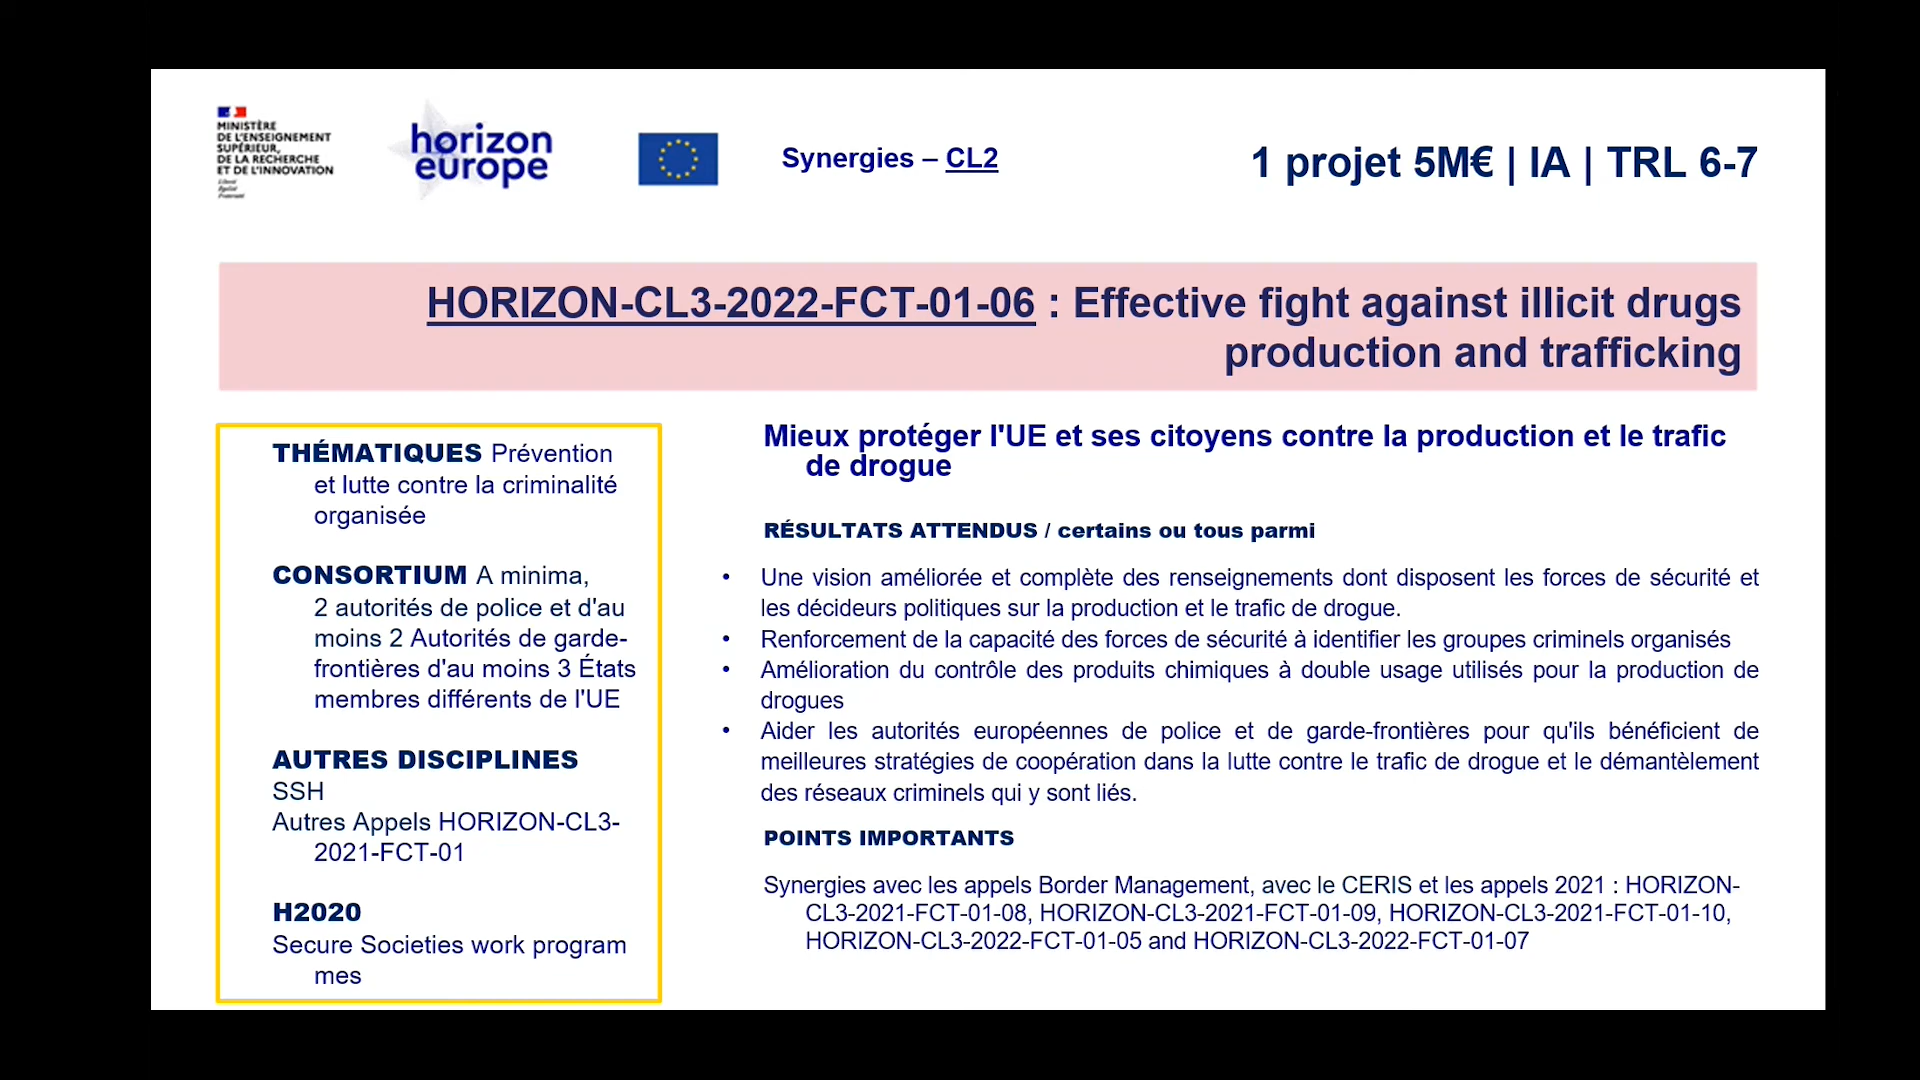 MINISTÈRE
DE L'ENSEIGNEMENT
SUPÉRIEUR,
DE LA RECHERCHE
ET DE L'INNOVATION
Liberté
Égalité
Fraternité
horizon
europe
Synergies – CL2
1 projet 5M€ | IA | TRL 6-7
HORIZON-CL3-2022-FCT-01-06 : Effective fight against illicit drugs
production and trafficking
THÉMATIQUES Prévention
et lutte contre la criminalité
organisée
CONSORTIUM A minima,
2 autorités de police et d'au
moins 2 Autorités de garde-
frontières d'au moins 3 États
membres différents de l'UE
AUTRES DISCIPLINES
SSH
Autres Appels HORIZON-CL3-
2021-FCT-01
H2020
Secure Societies work program
mes
Mieux protéger l'UE et ses citoyens contre la production et le trafic
de drogue
RÉSULTATS ATTENDUS / certains ou tous parmi
• Une vision améliorée et complète des renseignements dont disposent les forces de sécurité et
les décideurs politiques sur la production et le trafic de drogue.
• Renforcement de la capacité des forces de sécurité à identifier les groupes criminels organisés
• Amélioration du contrôle des produits chimiques à double usage utilisés pour la production de
drogues
• Aider les autorités européennes de police et de garde-frontières pour qu'ils bénéficient de
meilleures stratégies de coopération dans la lutte contre le trafic de drogue et le démantèlement
des réseaux criminels qui y sont liés.
POINTS IMPORTANTS
Synergies avec les appels Border Management, avec le CERIS et les appels 2021 : HORIZON-
CL3-2021-FCT-01-08, HORIZON-CL3-2021-FCT-01-09, HORIZON-CL3-2021-FCT-01-10,
HORIZON-CL3-2022-FCT-01-05 and HORIZON-CL3-2022-FCT-01-07